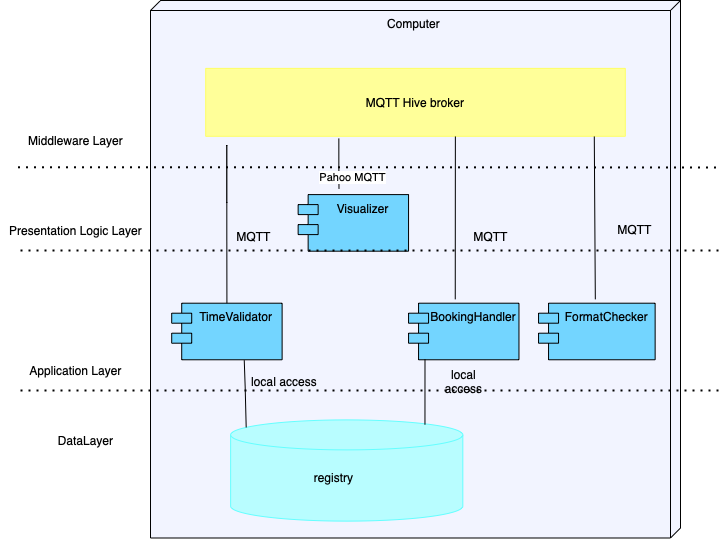 Computer
MQTT Hive broker
Middleware Layer
Pahoo MQTT
Visualizer
Presentation Logic Layer
MQTT
MQTT
MQTT
TimeValidator
BookingHandler
FormatChecker
Application Layer
local access
local
access
DataLayer
registry